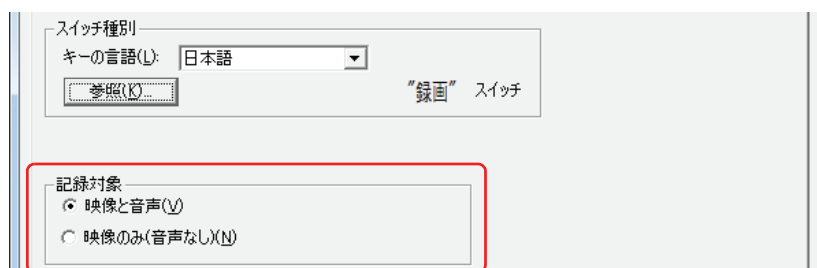 スイッチ種別
キーの言語(L): 日本語
参照(K)... "録画" スイッチ
記録対象
映像と音声(V)
映像のみ(音声なし)(N)